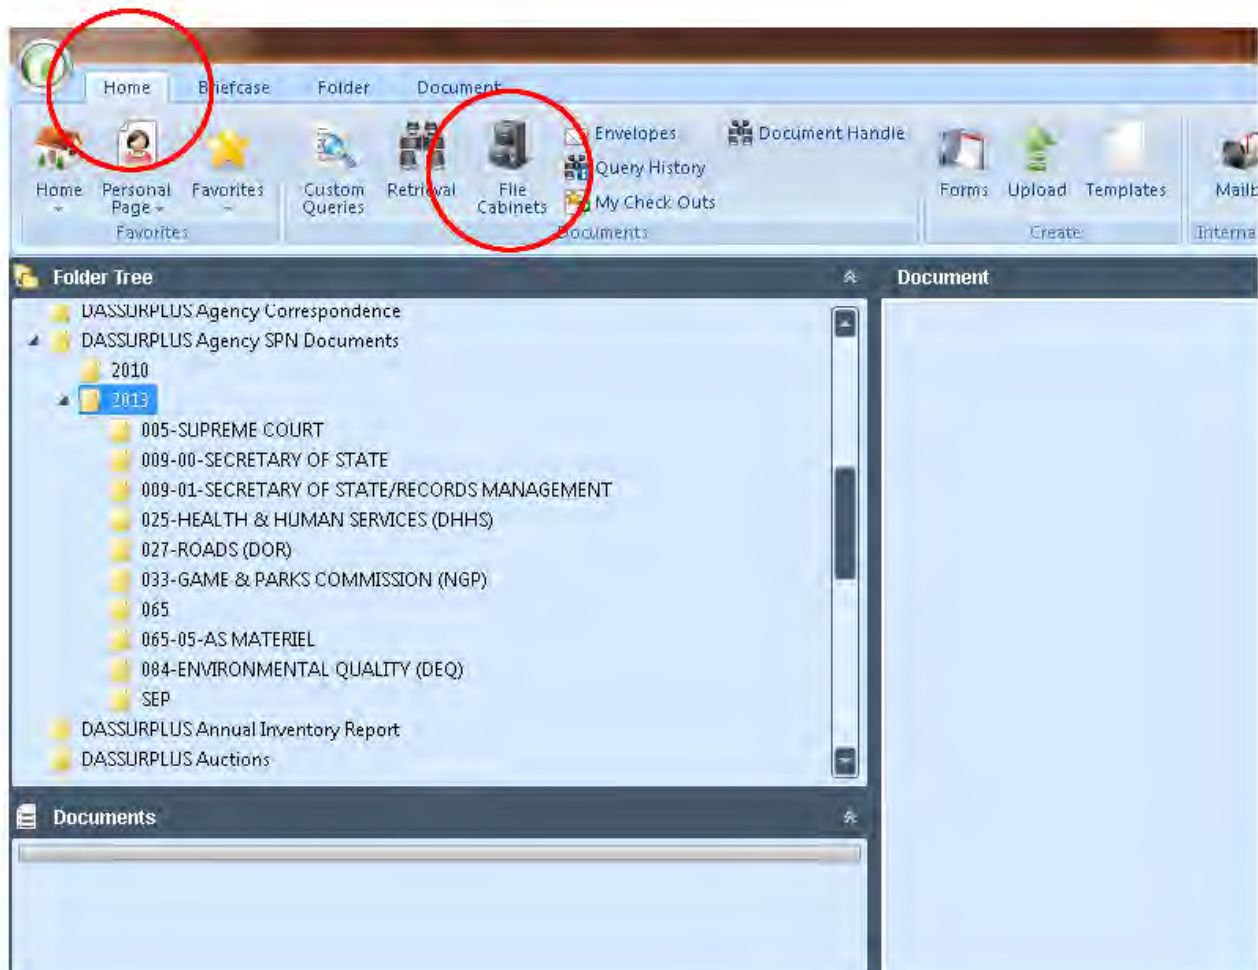 Home Briefcase Folder Document
Envelopes Document Handle
Query History
My Check Outs
Home Personal Page Favorites Custom Queries Retrieval File Cabinets Forms Upload Templates Mailb
Favorites Documents Create Interna
Folder Tree Document
DASSURPLUS Agency Correspondence
DASSURPLUS Agency SPN Documents
2010
2013
005-SUPREME COURT
009-00-SECRETARY OF STATE
009-01-SECRETARY OF STATE/RECORDS MANAGEMENT
025-HEALTH & HUMAN SERVICES (DHHS)
027-ROADS (DOR)
033-GAME & PARKS COMMISSION (NGP)
065
065-05-AS MATERIEL
084-ENVIRONMENTAL QUALITY (DEQ)
SEP
DASSURPLUS Annual Inventory Report
DASSURPLUS Auctions
Documents